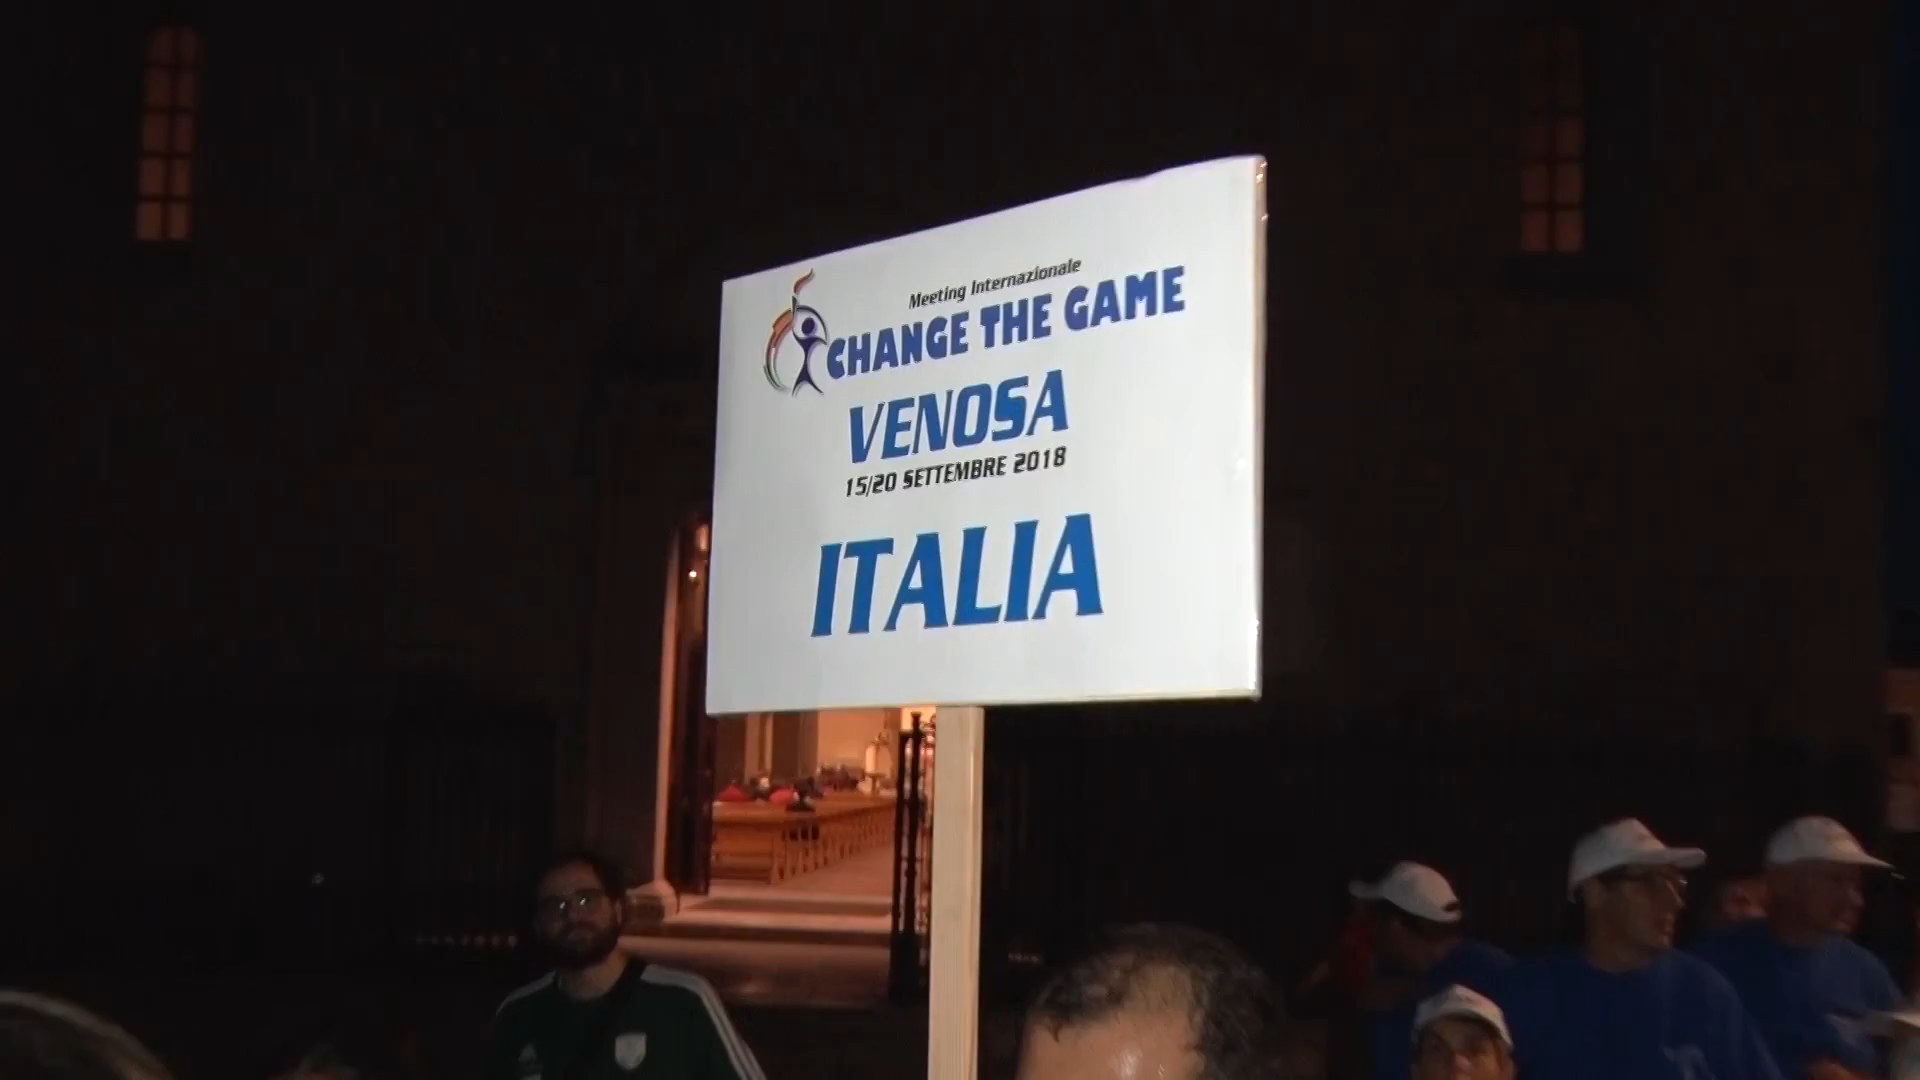 Meeting Internazionale
CHANGE THE GAME
VENOSA
15/20 SETTEMBRE 2018
ITALIA